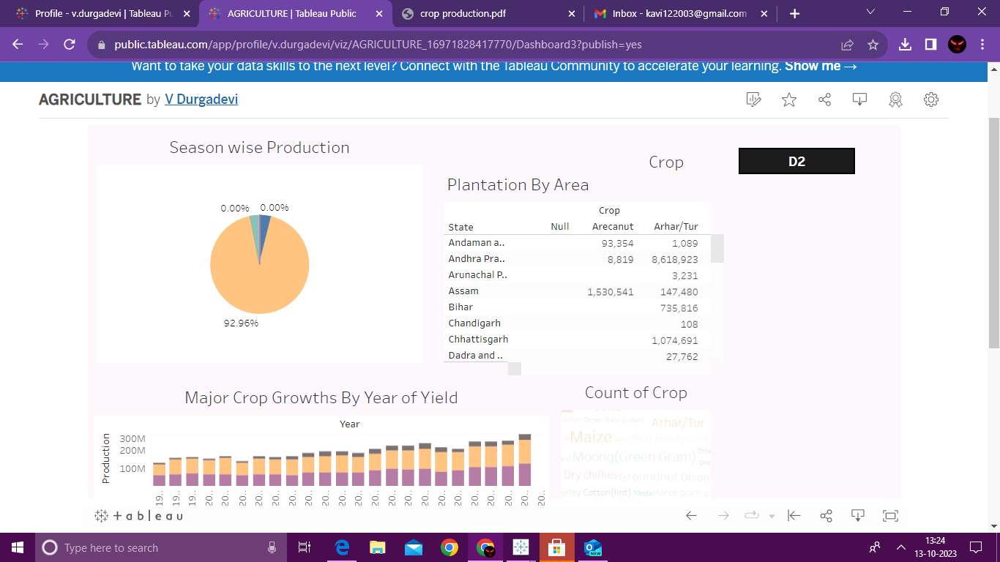 Profile - v.durgadevi | Tableau Pu
AGRICULTURE | Tableau Public
crop production.pdf
Inbox - kavi122003@gmail.com
public.tableau.com/app/profile/v.durgadevi/viz/AGRICULTURE_16971828417770/Dashboard3?publish=yes
Want to take your data skills to the next level? Connect with the Tableau Community to accelerate your learning. Show me →
AGRICULTURE by V Durgadevi
Season wise Production
Crop
D2
Plantation By Area
0.00% 0.00%
92.96%
Crop
State Null Arecanut Arhar/Tur
Andaman a.. 93,354 1,089
Andhra Pra.. 8,819 8,618,923
Arunachal P.. 3,231
Assam 1,530,541 147,480
Bihar 735,816
Chandigarh 108
Chhattisgarh 1,074,691
Dadra and .. 27,762
Major Crop Growths By Year of Yield
Year
Production
300M
200M
100M
19.. 19.. 19.. 20.. 20.. 20.. 20.. 20.. 20.. 20.. 20.. 20.. 20.. 20.. 20.. 20.. 20.. 20.. 20.. 20.. 20.. 20.. 20.. 20..
Count of Crop
Other Rabi pulses Arhar/Tur
Maize Other Kharif pulses
Moong(Green Gram)
Dry chillies Groundnut Onion
arley Cotton(lint) Mesta Horse-gram
+ a b | e a u
Type here to search
NEW
13:24
13-10-2023